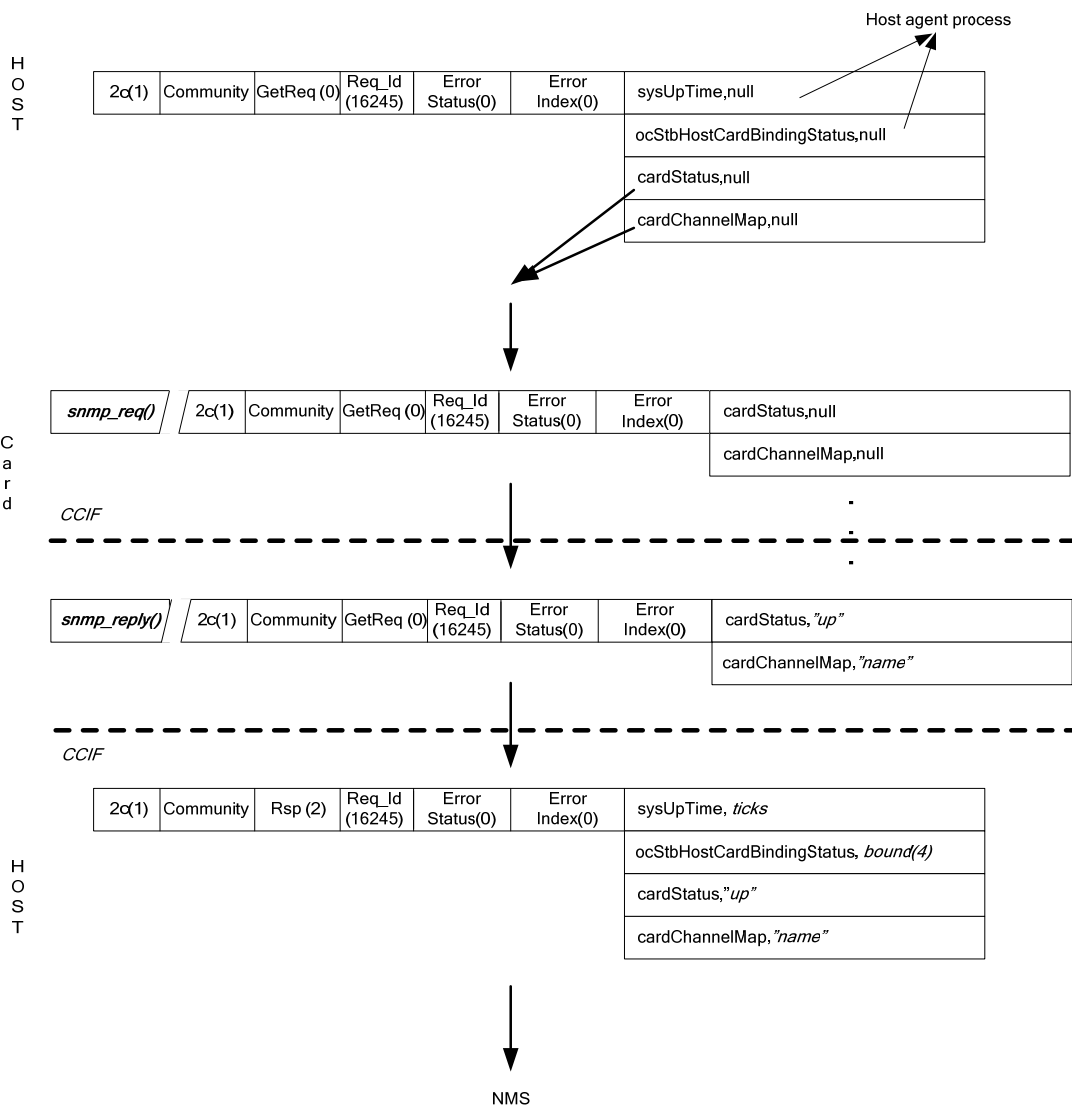 Host agent process
HOST
2c(1) Community GetReq (0) Req_Id (16245) Error Status(0) Error Index(0) sysUpTime,null
ocStbHostCardBindingStatus,null
cardStatus,null
cardChannelMap,null
Card
snmp_req() 2c(1) Community GetReq (0) Req_Id (16245) Error Status(0) Error Index(0) cardStatus,null
cardChannelMap,null
CCIF
snmp_reply() 2c(1) Community GetReq (0) Req_Id (16245) Error Status(0) Error Index(0) cardStatus,"up"
cardChannelMap,"name"
CCIF
HOST
2c(1) Community Rsp (2) Req_Id (16245) Error Status(0) Error Index(0) sysUpTime, ticks
ocStbHostCardBindingStatus, bound(4)
cardStatus,"up"
cardChannelMap,"name"
NMS